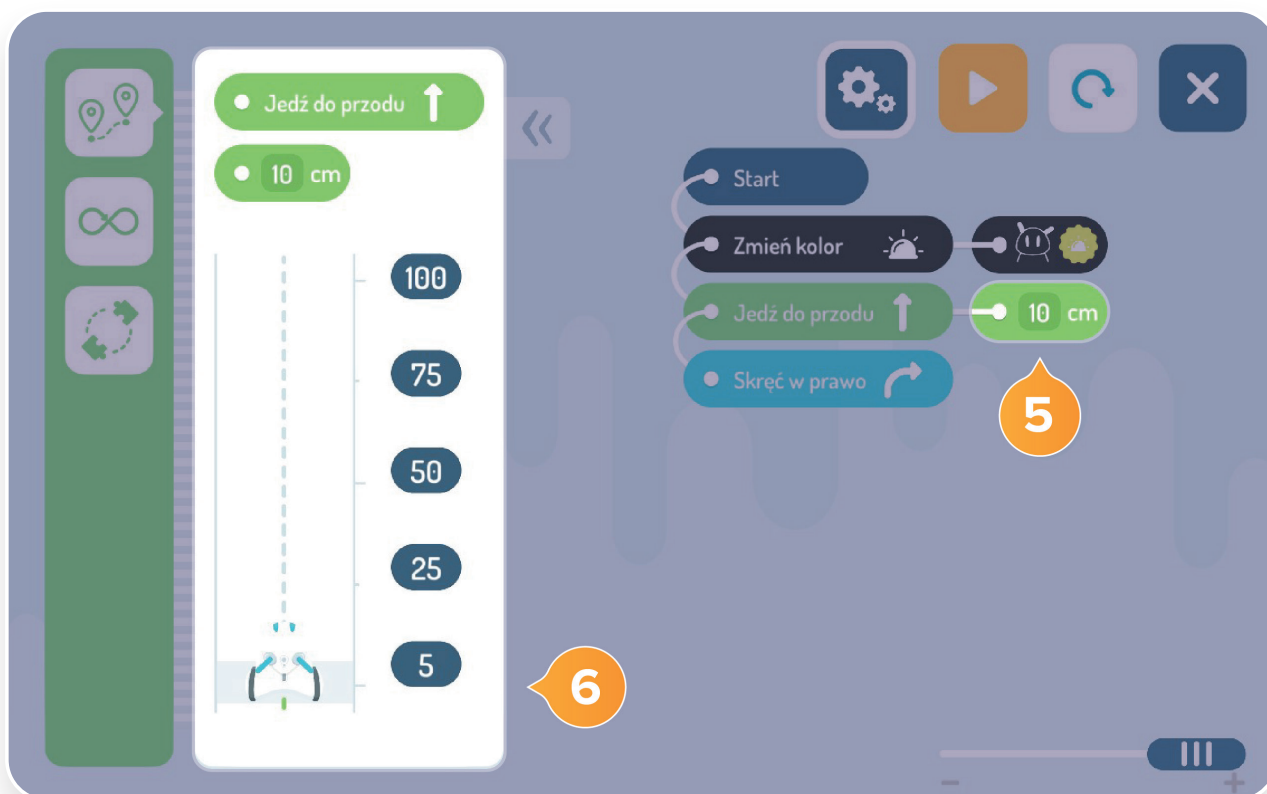 Jedź do przodu
10 cm
100
75
50
25
5
6
Start
Zmień kolor
Jedź do przodu
10 cm
Skręć w prawo
5
- +